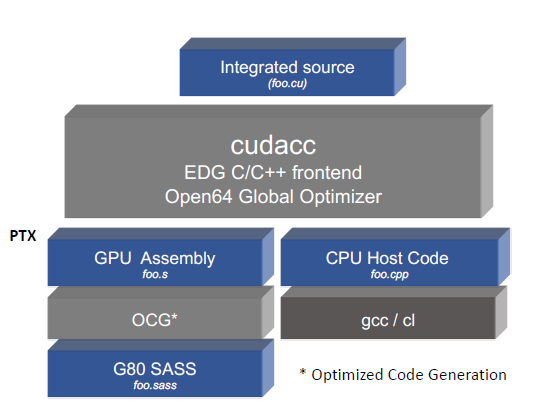 Integrated source
(foo.cu)
cudacc
EDG C/C++ frontend
Open64 Global Optimizer
PTX
GPU Assembly
foo.s
CPU Host Code
foo.cpp
OCG*
gcc / cl
G80 SASS
foo.sass
* Optimized Code Generation